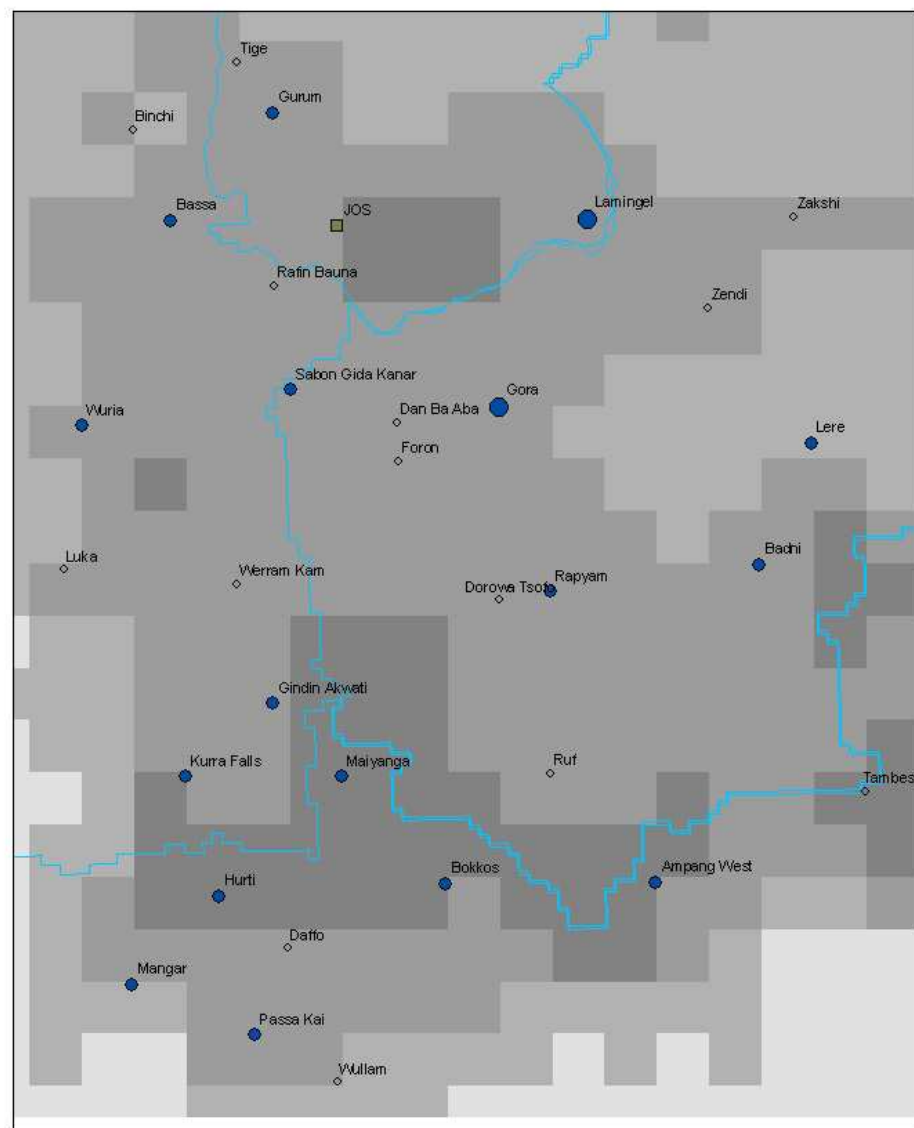 Tige
Gurum
Binchi
Bassa
JOS
Lamingel
Zakshi
Rafin Bauna
Zendi
Sabon Gida Kanar
Gora
Wuria
Dan Ba Aba
Lere
Foron
Luka
Werram Kam
Dorowa Tsofo
Rapyam
Badhi
Gindin Akwati
Kurra Falls
Maiyanga
Ruf
Tambes
Hurti
Bokkos
Ampang West
Daffo
Mangar
Passa Kai
Wullam